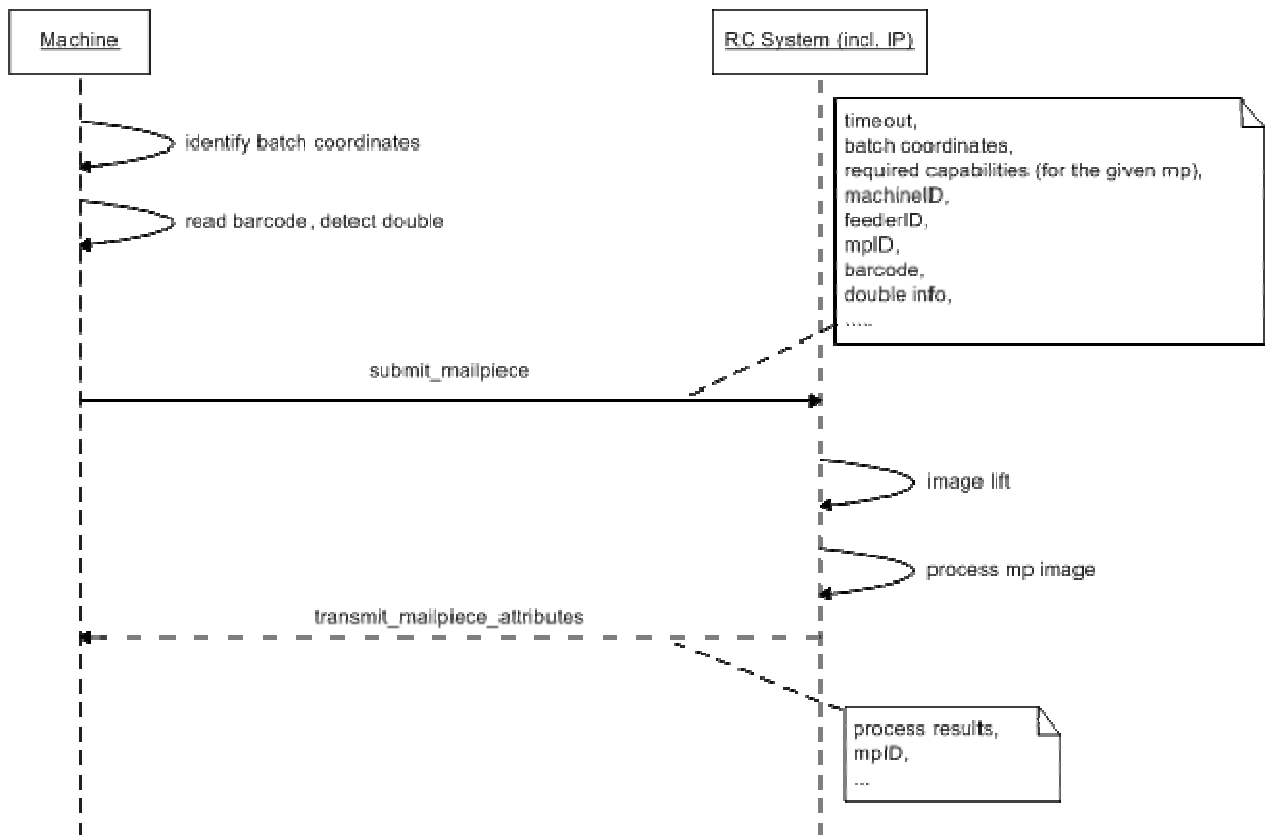 Machine
RC System (incl. IP)
identify batch coordinates
read barcode, detect double
timeout,
batch coordinates,
required capabilities (for the given mp),
machineID,
feederID,
mpID,
barcode,
double info,
.....
submit_mailpiece
image lift
process mp image
transmit_mailpiece_attributes
process results,
mpID,
...